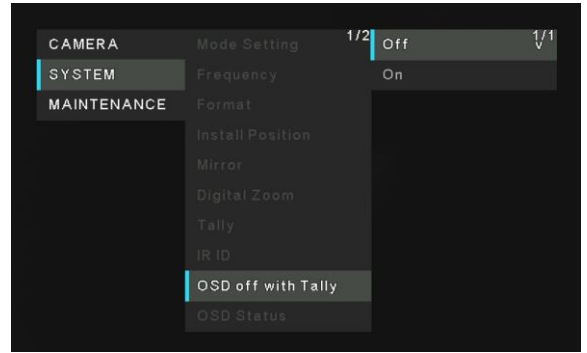 CAMERA
SYSTEM
MAINTENANCE
Mode Setting 1/2
Frequency
Format
Install Position
Mirror
Digital Zoom
Tally
IR ID
OSD off with Tally
OSD Status
Off 1/1
On